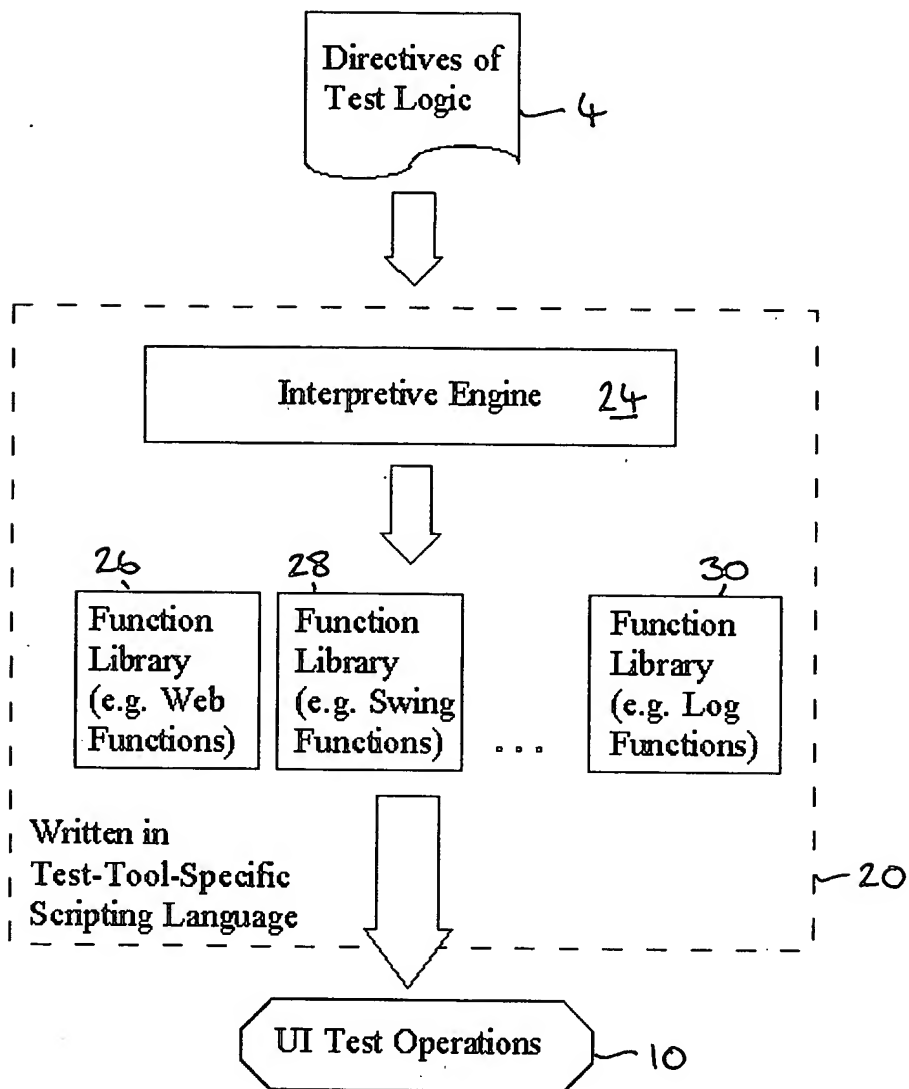 Directives of
Test Logic
4
Interpretive Engine 24
26
28
30
Function
Library
(e.g. Web
Functions)
Function
Library
(e.g. Swing
Functions)
. . .
Function
Library
(e.g. Log
Functions)
Written in
Test-Tool-Specific
Scripting Language
20
UI Test Operations
10